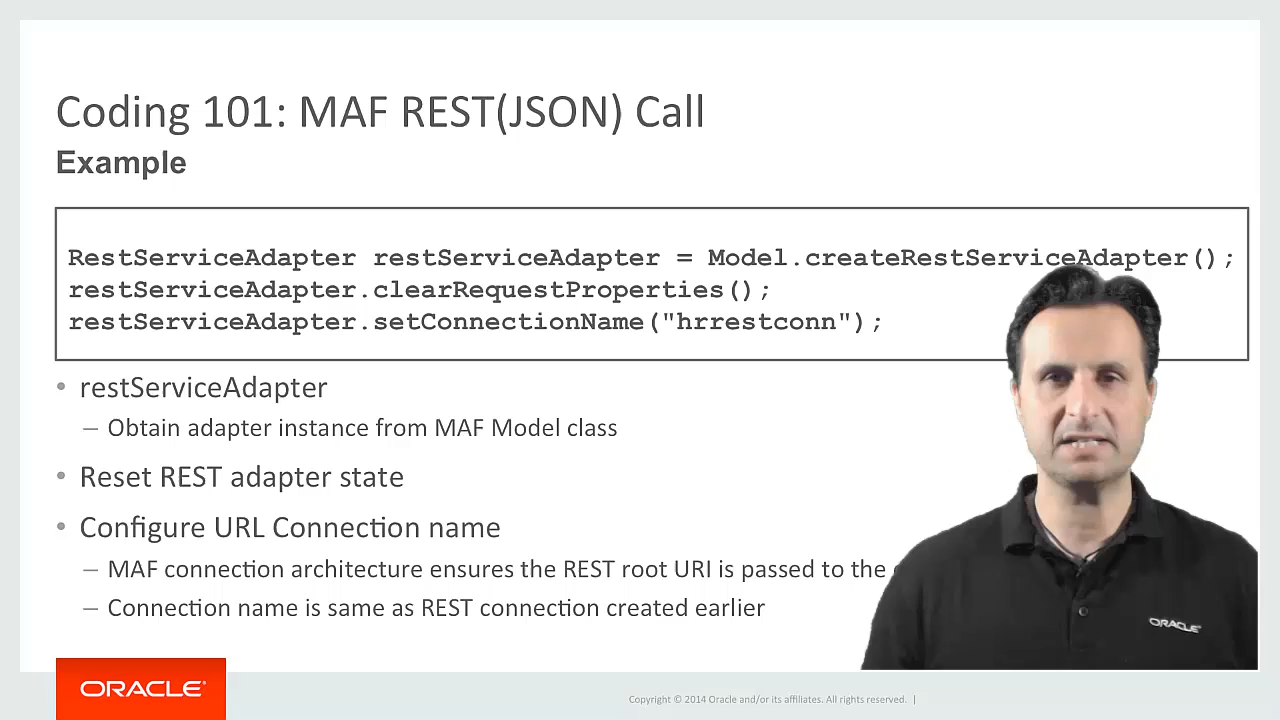 Coding 101: MAF REST(JSON) Call
Example
RestServiceAdapter restServiceAdapter = Model.createRestServiceAdapter();
restServiceAdapter.clearRequestProperties();
restServiceAdapter.setConnectionName("hrrestconn");
• restServiceAdapter
– Obtain adapter instance from MAF Model class
• Reset REST adapter state
• Configure URL Connection name
– MAF connection architecture ensures the REST root URI is passed to the
– Connection name is same as REST connection created earlier
ORACLE
ORACLE®
Copyright © 2014 Oracle and/or its affiliates. All rights reserved. |